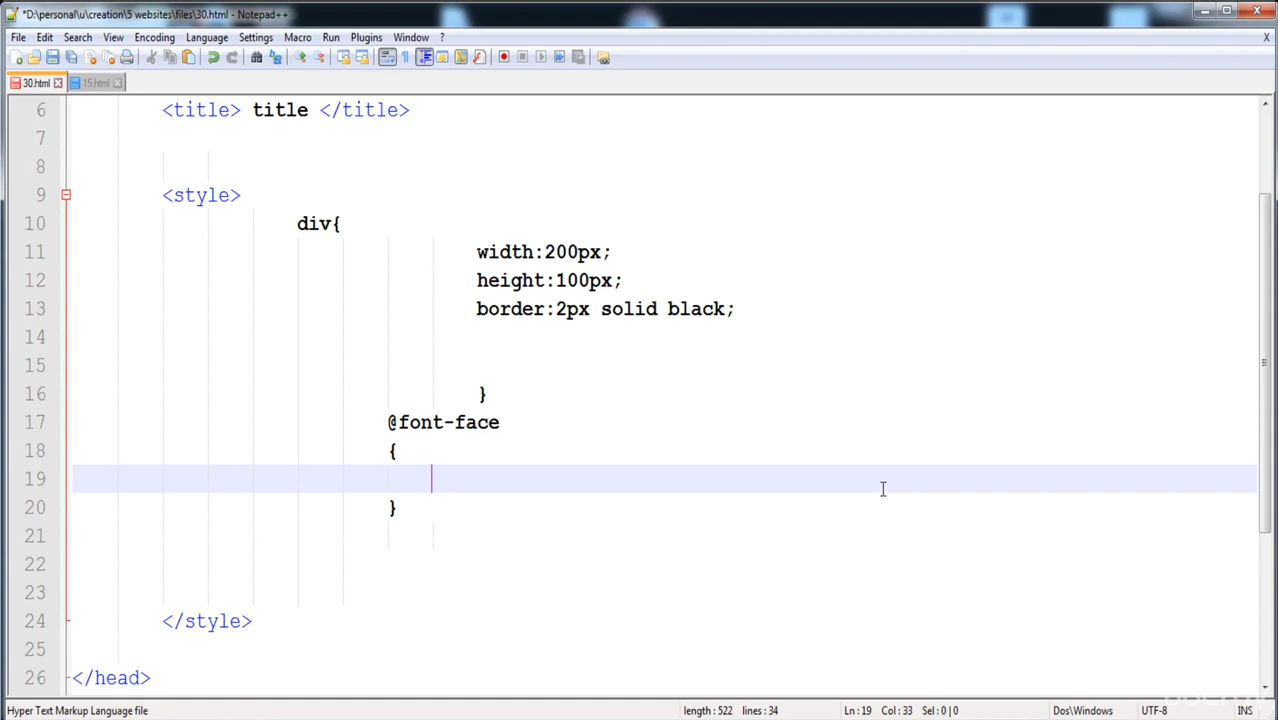 *D:\personal\u\creation\5 websites\files\30.html - Notepad++
File Edit Search View Encoding Language Settings Macro Run Plugins Window ? X
30.html 15.html
6 <title> title </title>
7
8
9 <style>
10 div{
11 width:200px;
12 height:100px;
13 border:2px solid black;
14
15
16 }
17 @font-face
18 {
19
20 }
21
22
23
24 </style>
25
26 </head>
Hyper Text Markup Language file length : 522 lines : 34 Ln : 19 Col : 33 Sel : 0 | 0 Dos\Windows UTF-8 INS